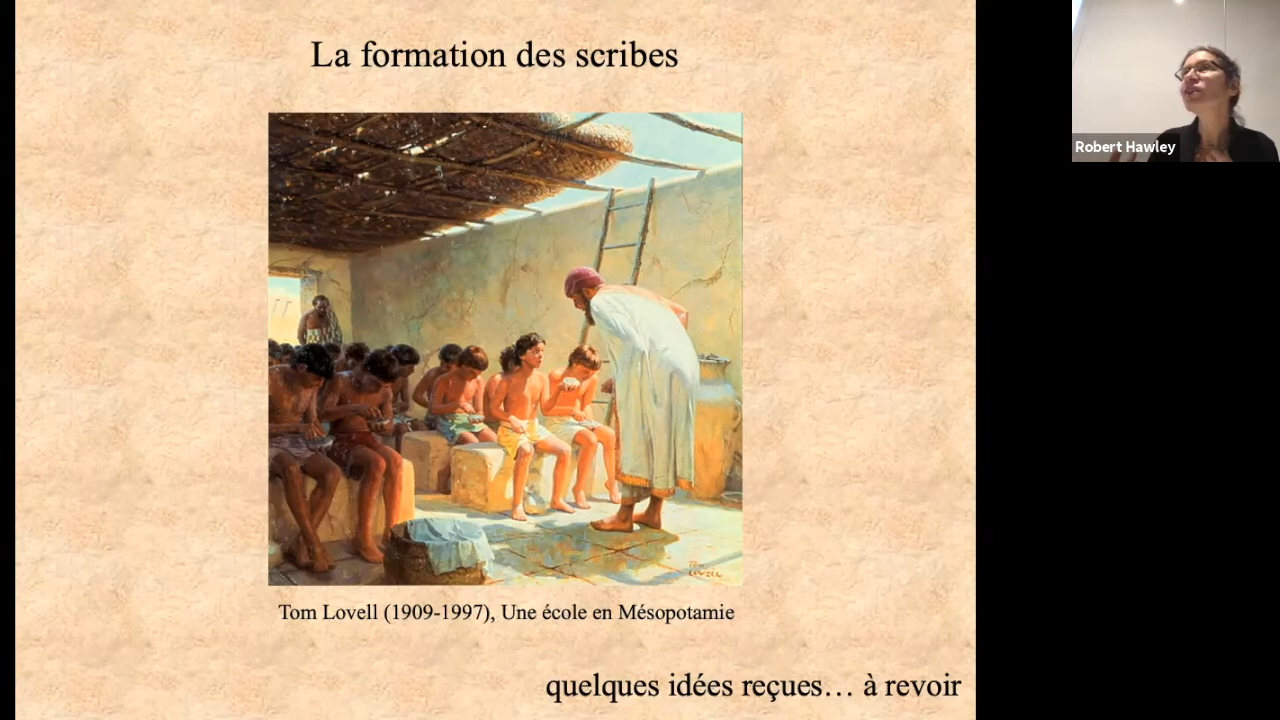 La formation des scribes
Robert Hawley
Tom Lovell (1909-1997), Une école en Mésopotamie
quelques idées reçues… à revoir